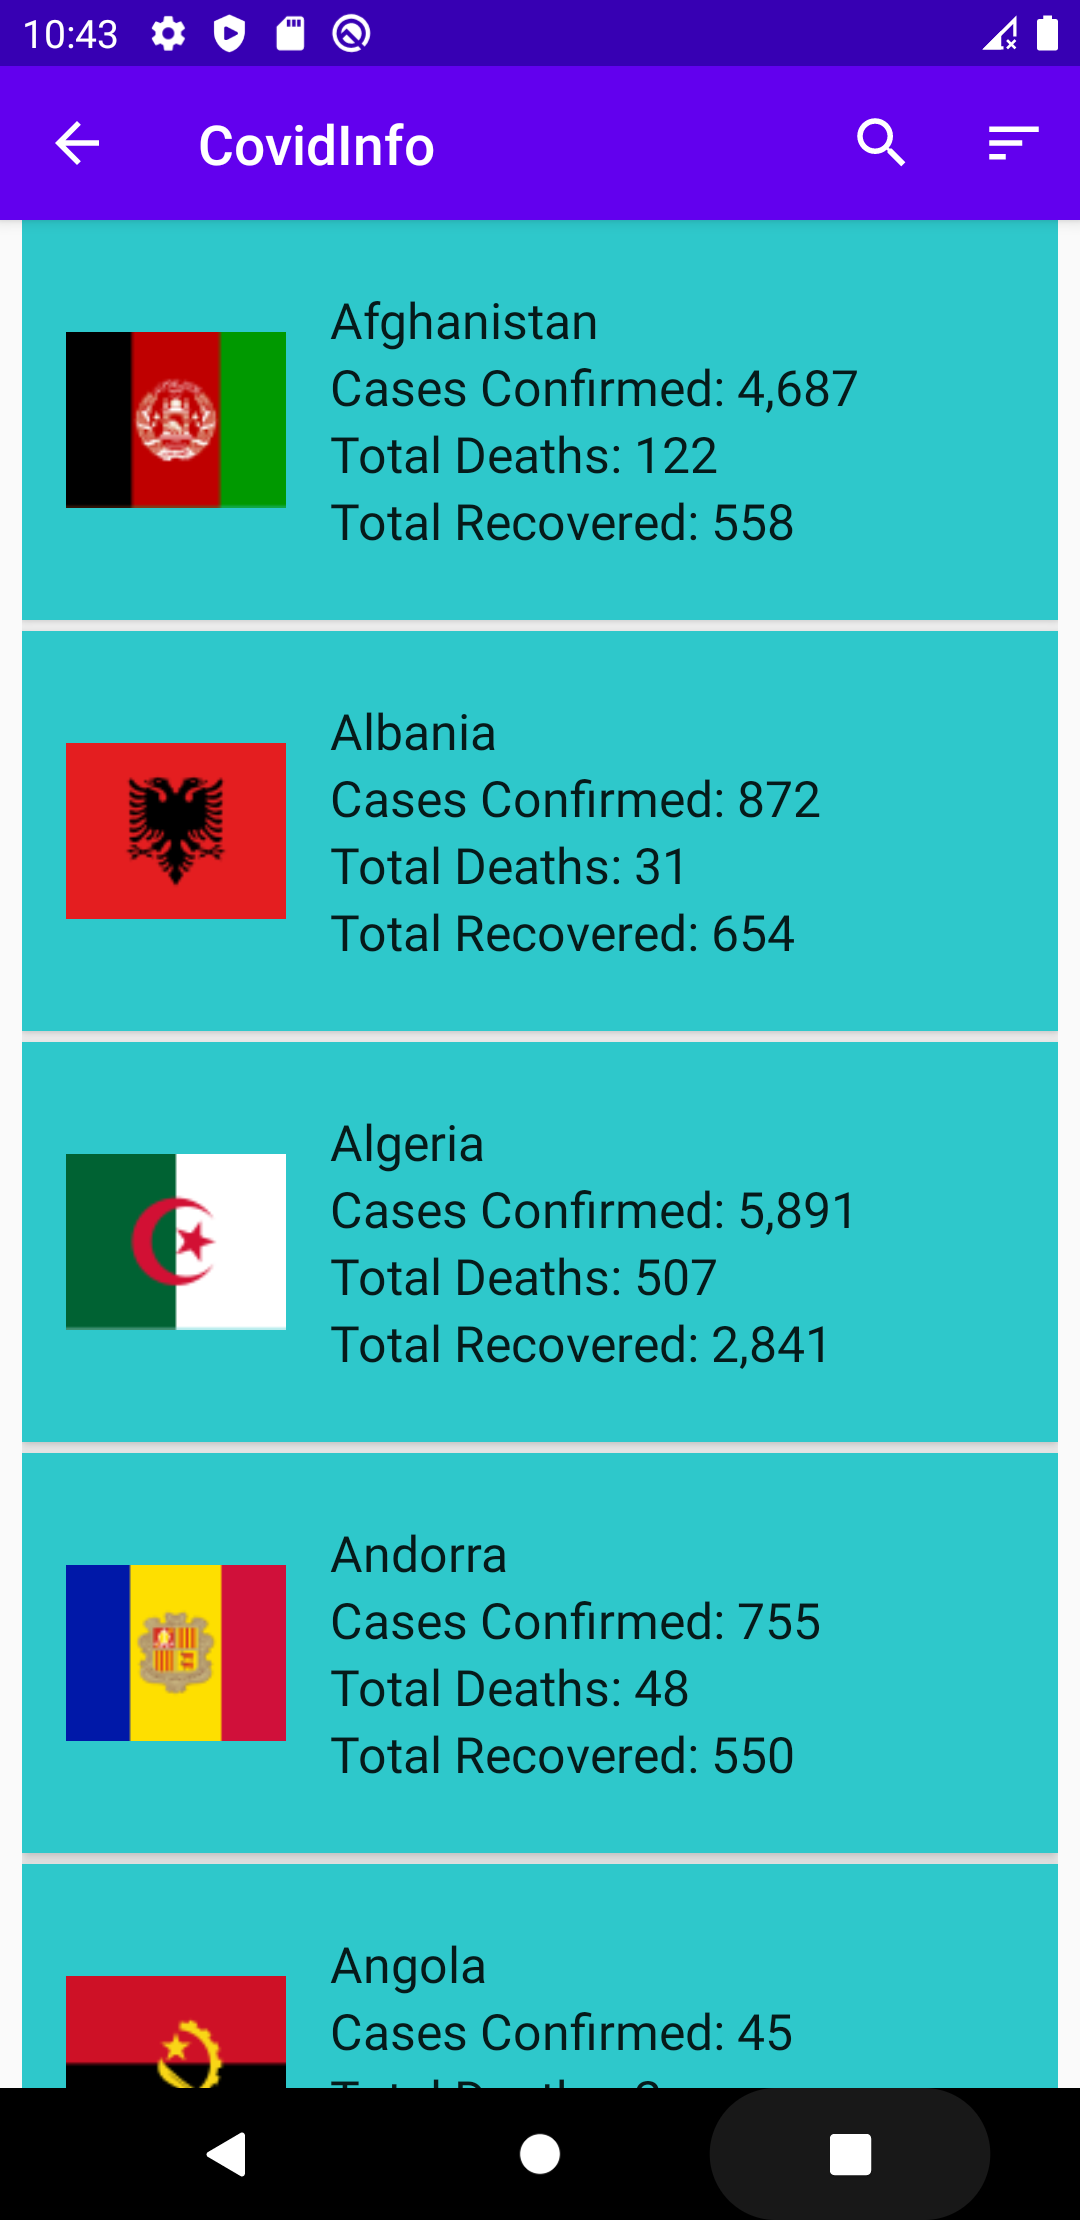 10:43
CovidInfo
Afghanistan
Cases Confirmed: 4,687
Total Deaths: 122
Total Recovered: 558
Albania
Cases Confirmed: 872
Total Deaths: 31
Total Recovered: 654
Algeria
Cases Confirmed: 5,891
Total Deaths: 507
Total Recovered: 2,841
Andorra
Cases Confirmed: 755
Total Deaths: 48
Total Recovered: 550
Angola
Cases Confirmed: 45